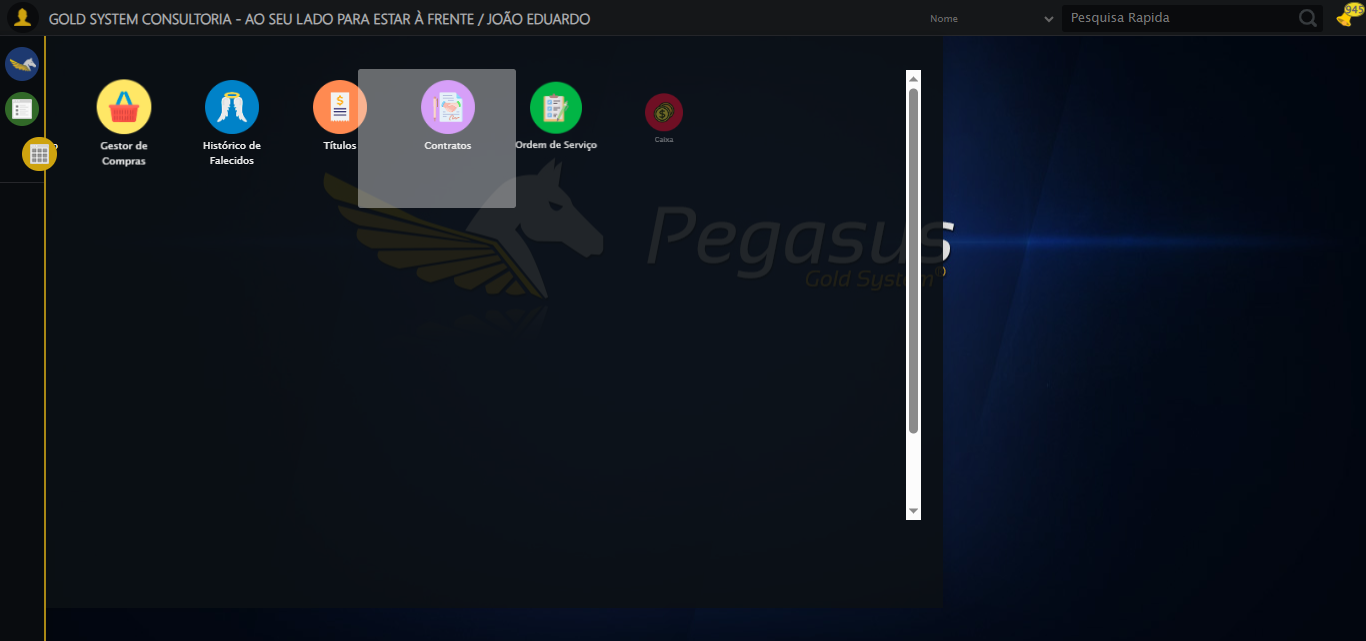 GOLD SYSTEM CONSULTORIA - AO SEU LADO PARA ESTAR À FRENTE / JOÃO EDUARDO
Nome
Pesquisa Rapida
945
Gestor de
Compras
Histórico de
Falecidos
Títulos
Contratos
Ordem de Serviço
Caixa
Pegasus
Gold System®